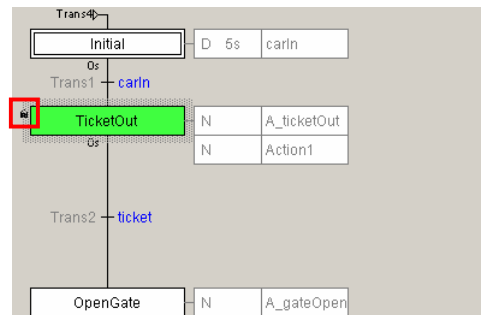 Trans4
Initial D 5s carIn
0s
Trans1 carIn
TicketOut N A_ticketOut
0s N Action1
Trans2 ticket
OpenGate N A_gateOpen